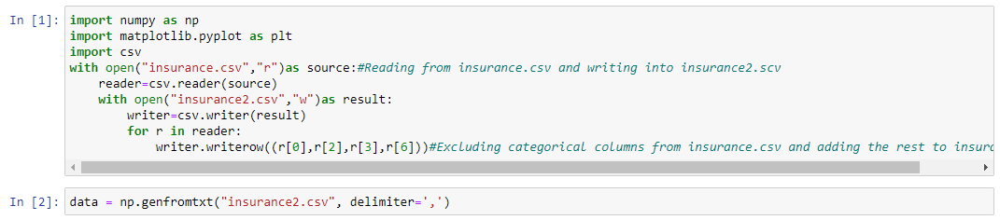 In [1]: import numpy as np
import matplotlib.pyplot as plt
import csv
with open("insurance.csv","r")as source:#Reading from insurance.csv and writing into insurance2.scv
    reader=csv.reader(source)
    with open("insurance2.csv","w")as result:
        writer=csv.writer(result)
        for r in reader:
            writer.writerow((r[0],r[2],r[3],r[6]))#Excluding categorical columns from insurance.csv and adding the rest to
In [2]: data = np.genfromtxt("insurance2.csv", delimiter=',')